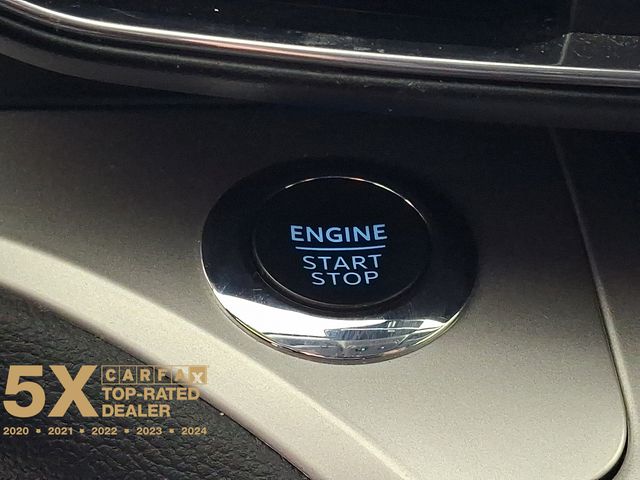 ENGINE
START
STOP
5X CARFAX
TOP-RATED
DEALER
2020 • 2021 • 2022 • 2023 • 2024